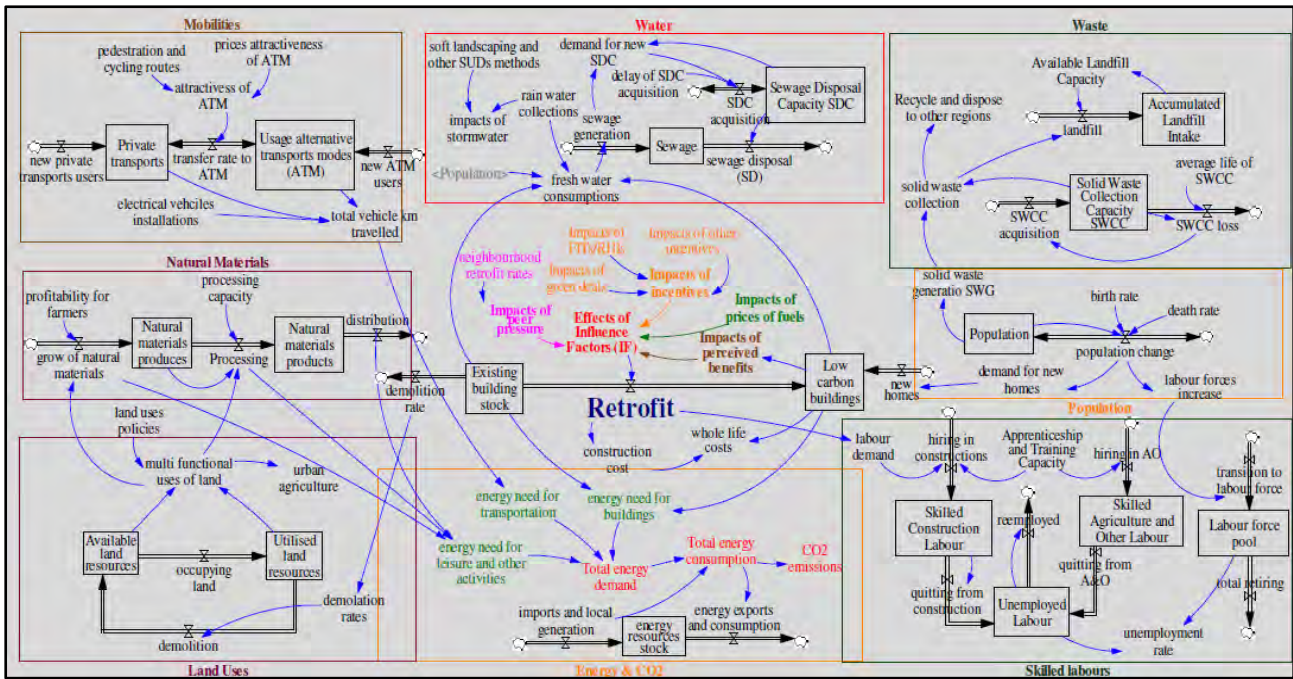 Mobilities
pedestration and
cycling routes
prices attractiveness
of ATM
attractivess of
ATM
Private
transports
Usage alternative
transports modes
(ATM)
new private
transports users
transfer rate to
ATM
new ATM
users
electrical vehciles
installations
total vehicle km
travelled
Water
soft landscaping and
other SUDs methods
demand for new
SDC
delay of SDC
acquisition
SDC
acquisition
Sewage Disposal
Capacity SDC
rain water
collections
impacts of
stormwater
sewage
generation
Sewage
sewage disposal
(SD)
<Population>
fresh water
consumptions
Waste
Available Landfill
Capacity
Recycle and dispose
to other regions
landfill
Accumulated
Landfill
Intake
average life of
SWCC
solid waste
collection
Solid Waste
Collection
Capacity
SWCC
SWCC
acquisition
SWCC loss
Natural Materials
profitability for
farmers
processing
capacity
Natural
materials
produces
Natural
materials
products
distribution
grow of natural
materials
Processing
neighbourhood
retrofit rates
Impacts of
FITs/RHIs
Impacts of other
incentives
Impacts of
green deals
Impacts of
incentives
Impacts of
peer
pressure
Effects of
Influence
Factors (IF)
Impacts of
prices of fuels
Impacts of
perceived
benefits
demolition
rate
Existing
building
stock
Low
carbon
buildings
new
homes
Retrofit
construction
cost
whole life
costs
solid waste
generatio SWG
birth rate
death rate
Population
population change
demand for new
homes
labour forces
increase
Population
land uses
policies
multi functional
uses of land
urban
agriculture
Available
land
resources
Utilised
land
resources
occupying
land
demolation
rates
demolition
Land Uses
energy need for
transportation
energy need for
buildings
energy need for
leisure and other
activities
Total energy
demand
Total energy
consumption
CO2
emissions
imports and local
generation
energy
resources
stock
energy exports
and consumption
Energy & CO2
labour
demand
hiring in
constructions
Apprenticeship
and Training
Capacity
hiring in AO
transition to
labour force
Skilled
Construction
Labour
reemployed
Skilled
Agriculture and
Other Labour
Labour force
pool
quitting from
construction
quitting from
A&O
total retiring
Unemployed
Labour
unemployment
rate
Skilled labours